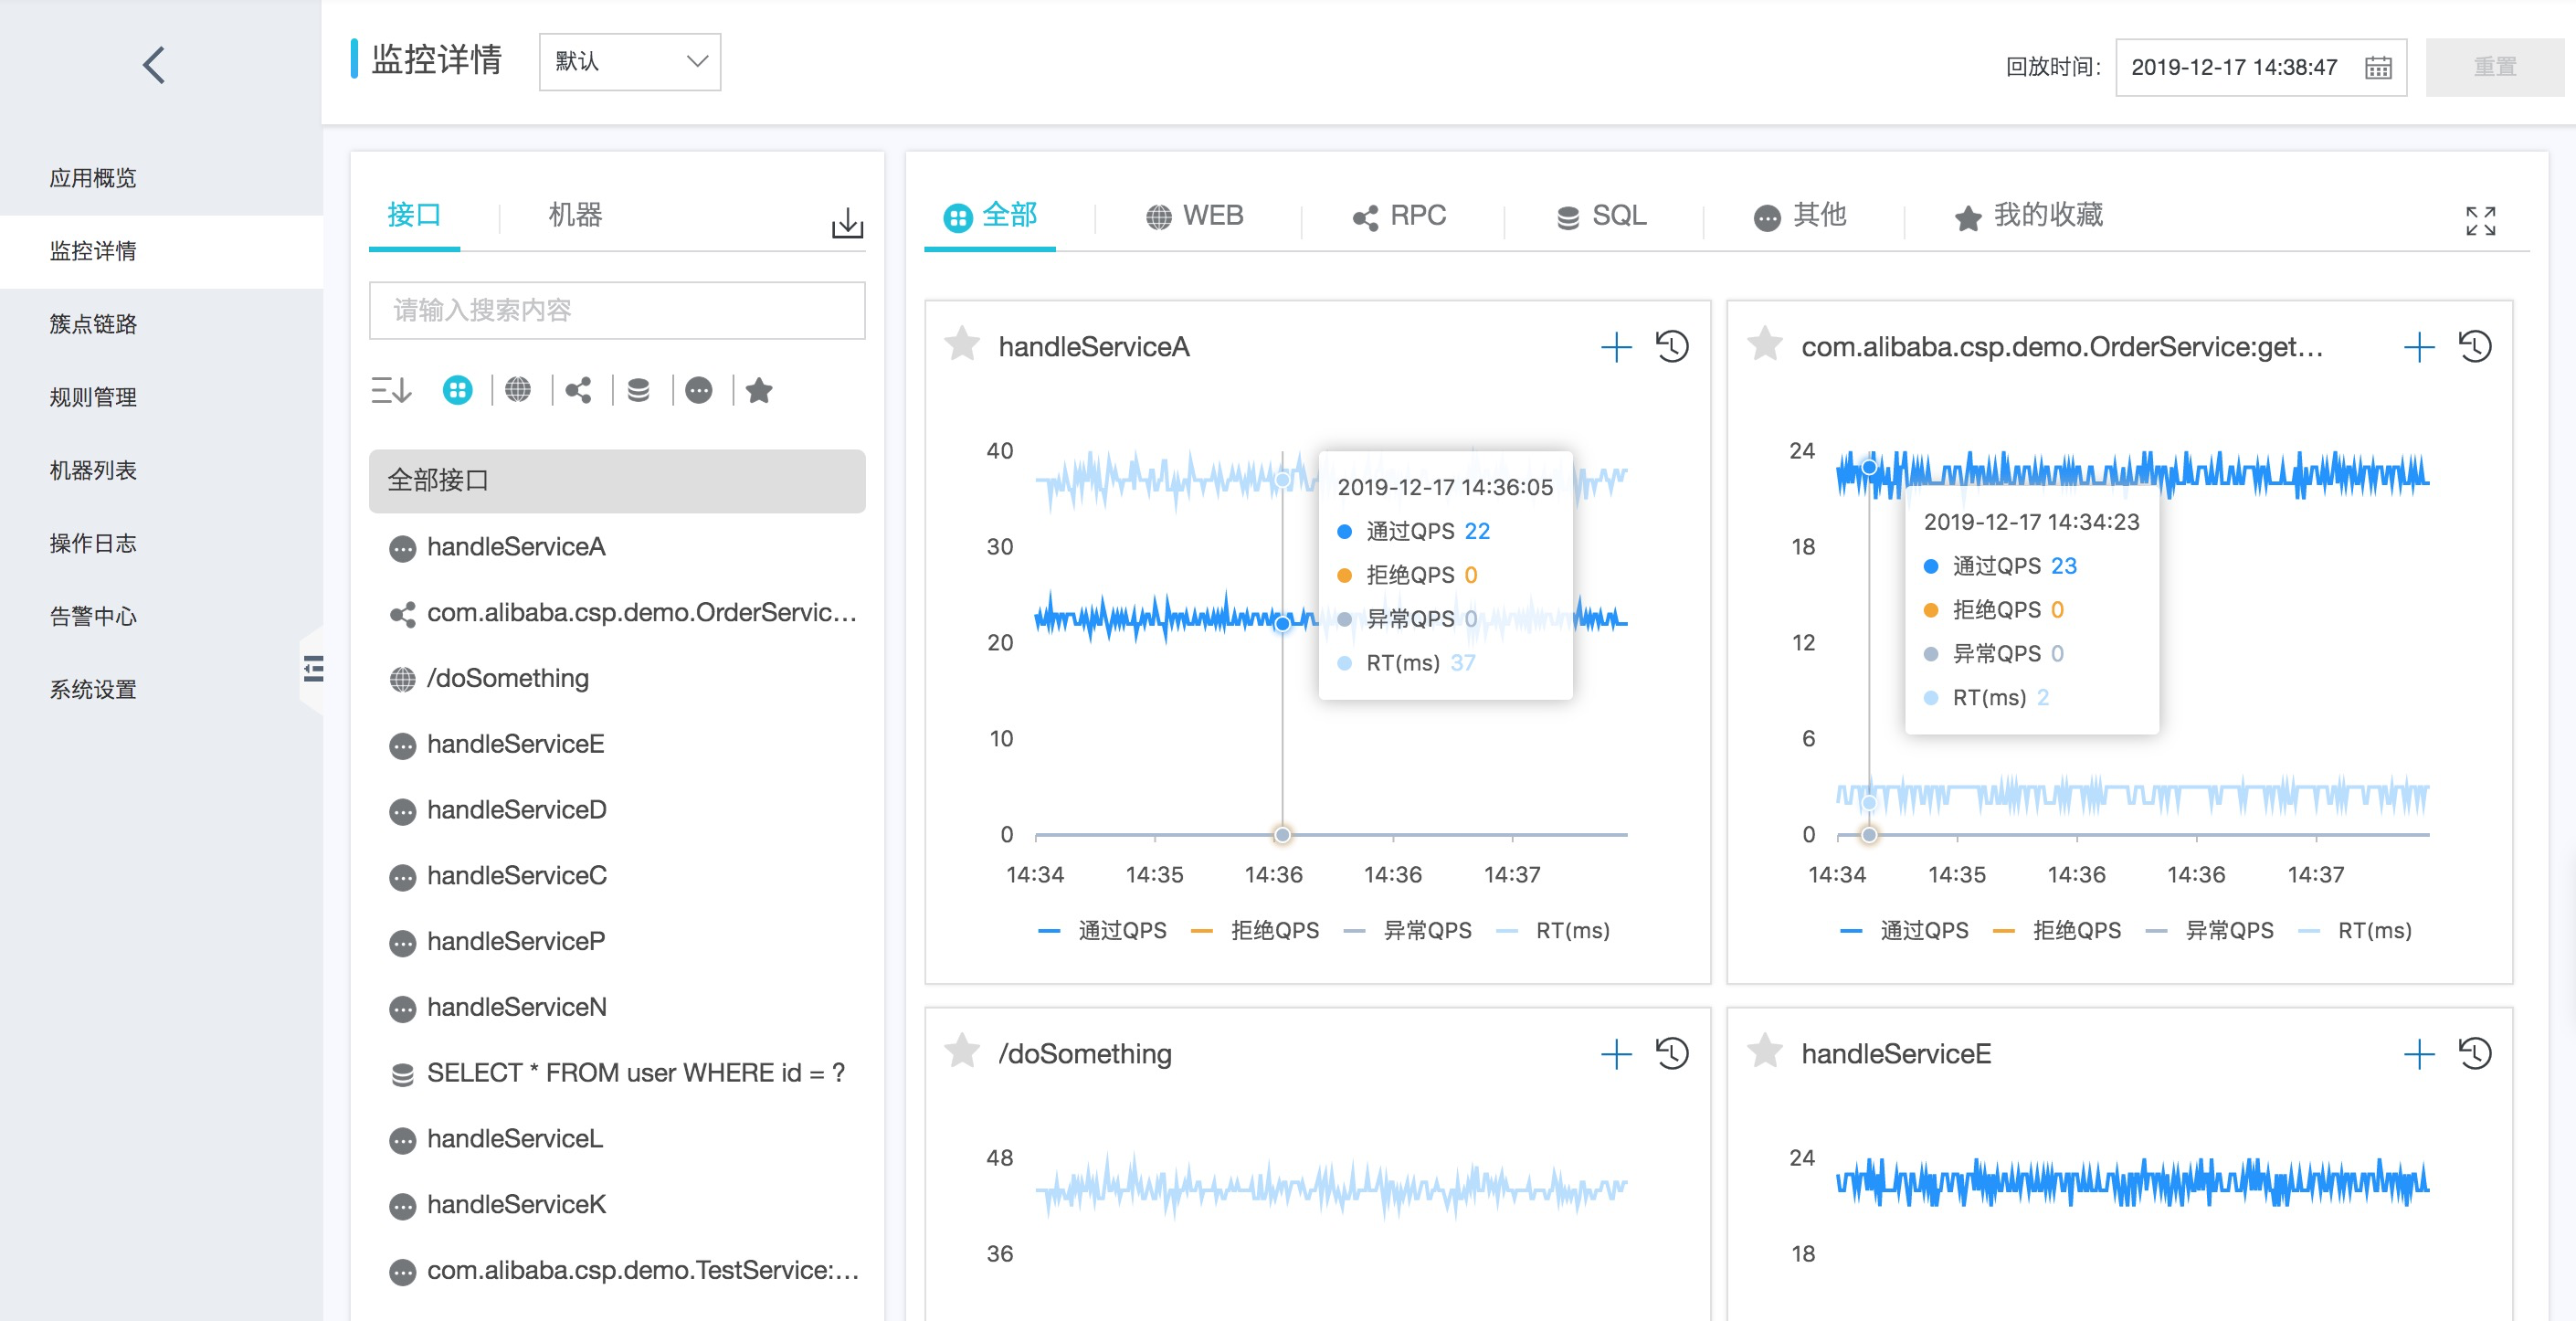 监控详情
默认
回放时间:
2019-12-17 14:38:47
重置
应用概览
监控详情
簇点链路
规则管理
机器列表
操作日志
告警中心
系统设置
接口
机器
请输入搜索内容
全部接口
handleServiceA
com.alibaba.csp.demo.OrderServic...
/doSomething
handleServiceE
handleServiceD
handleServiceC
handleServiceP
handleServiceN
SELECT * FROM user WHERE id = ?
handleServiceL
handleServiceK
com.alibaba.csp.demo.TestService:...
全部
WEB
RPC
SQL
其他
我的收藏
handleServiceA
40
30
20
10
0
2019-12-17 14:36:05
通过QPS 22
拒绝QPS 0
异常QPS 0
RT(ms) 37
14:34 14:35 14:36 14:36 14:37
通过QPS 拒绝QPS 异常QPS RT(ms)
com.alibaba.csp.demo.OrderService:get...
24
18
12
6
0
2019-12-17 14:34:23
通过QPS 23
拒绝QPS 0
异常QPS 0
RT(ms) 2
14:34 14:35 14:36 14:36 14:37
通过QPS 拒绝QPS 异常QPS RT(ms)
/doSomething
48
36
handleServiceE
24
18